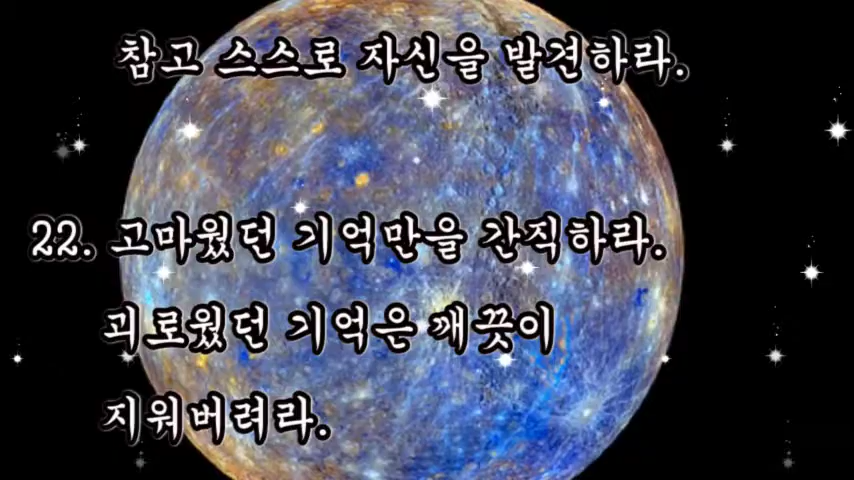 참고 스스로 자신을 발견하라.
22. 고마웠던 기억만을 간직하라.
괴로웠던 기억은 깨끗이
지워버려라.